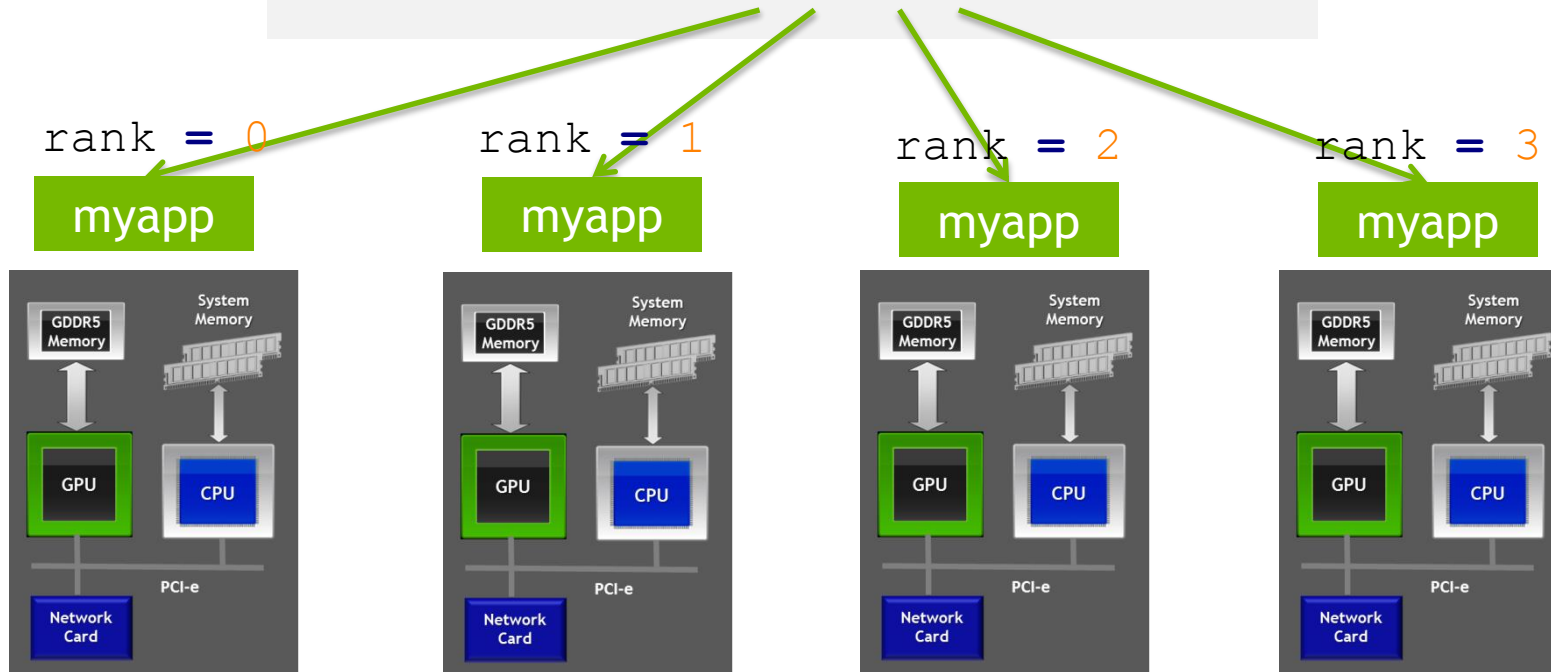 rank = 0
rank = 1
rank = 2
rank = 3
myapp
myapp
myapp
myapp
GDDR5
Memory
System
Memory
GPU
CPU
PCI-e
Network
Card
GDDR5
Memory
System
Memory
GPU
CPU
PCI-e
Network
Card
GDDR5
Memory
System
Memory
GPU
CPU
PCI-e
Network
Card
GDDR5
Memory
System
Memory
GPU
CPU
PCI-e
Network
Card